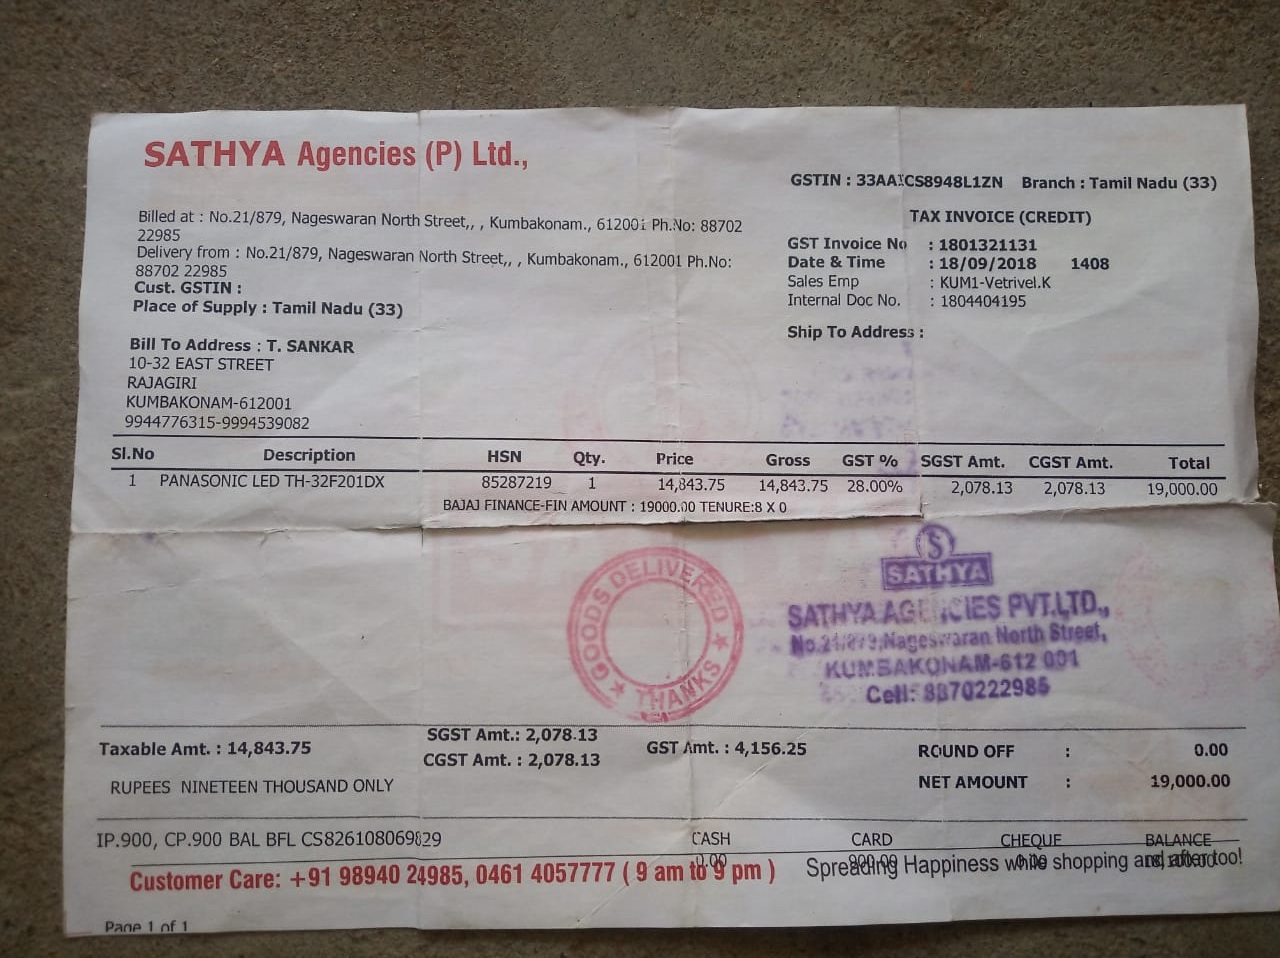 SATHYA Agencies (P) Ltd.,
GSTIN : 33AA CS8948L1ZN Branch : Tamil Nadu (33)
TAX INVOICE (CREDIT)
Billed at : No.21/879, Nageswaran North Street,, , Kumbakonam., 612001 Ph.No: 88702
22985
Delivery from : No.21/879, Nageswaran North Street,, , Kumbakonam., 612001 Ph.No:
88702 22985
Cust. GSTIN :
Place of Supply : Tamil Nadu (33)
GST Invoice No : 1801321131
Date & Time : 18/09/2018 1408
Sales Emp : KUM1-Vetrivel.K
Internal Doc No. : 1804404195
Ship To Address :
Bill To Address : T. SANKAR
10-32 EAST STREET
RAJAGIRI
KUMBAKONAM-612001
9944776315-9994539082
Sl.No Description HSN Qty. Price Gross GST % SGST Amt. CGST Amt. Total
1 PANASONIC LED TH-32F201DX 85287219 1 14,843.75 14,843.75 28.00% 2,078.13 2,078.13 19,000.00
BAJAJ FINANCE-FIN AMOUNT : 19000.00 TENURE:8 X 0
GOODS DELIVERED
THANKS
S
SATHYA
SATHYA AGENCIES PVT.LTD.,
No.21/879,Nageswaran North Street,
KUMBAKONAM-612 001
Cell: 8870222985
Taxable Amt. : 14,843.75
SGST Amt.: 2,078.13
CGST Amt. : 2,078.13
GST Amt. : 4,156.25
ROUND OFF : 0.00
NET AMOUNT : 19,000.00
RUPEES NINETEEN THOUSAND ONLY
IP.900, CP.900 BAL BFL CS826108069829
CASH CARD CHEQUE BALANCE
0.00
Customer Care: +91 98940 24985, 0461 4057777 ( 9 am to 9 pm )
Spreading Happiness while shopping and after too!
Page 1 of 1